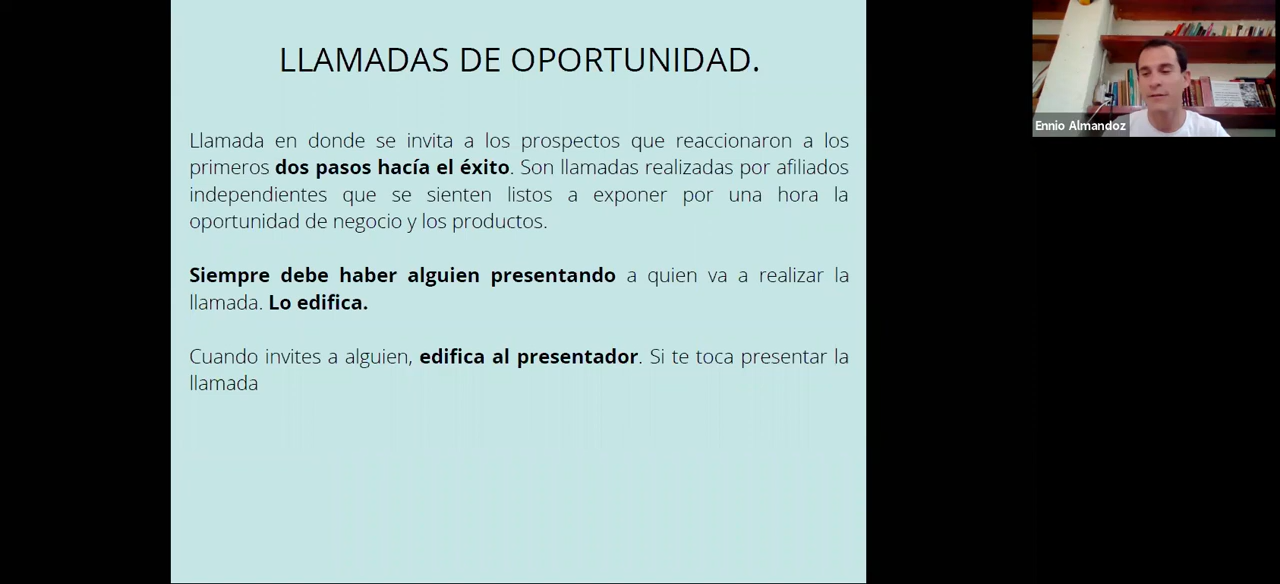 LLAMADAS DE OPORTUNIDAD.
Llamada en donde se invita a los prospectos que reaccionaron a los
primeros dos pasos hacía el éxito. Son llamadas realizadas por afiliados
independientes que se sienten listos a exponer por una hora la
oportunidad de negocio y los productos.
Siempre debe haber alguien presentando a quien va a realizar la
llamada. Lo edifica.
Cuando invites a alguien, edifica al presentador. Si te toca presentar la
llamada
Ennio Almandoz